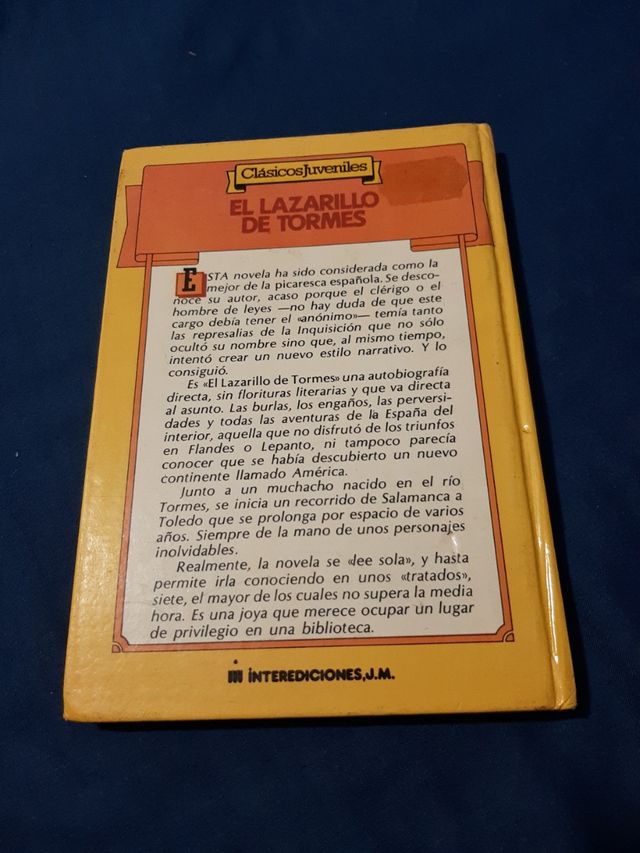 Clásicos Juveniles
EL LAZARILLO
DE TORMES
ESTA novela ha sido considerada como la
mejor de la picaresca española. Se desco-
noce su autor, acaso porque el clérigo o el
hombre de leyes —no hay duda de que este
cargo debía tener el «anónimo»— temía tanto
las represalias de la Inquisición que no sólo
ocultó su nombre sino que, al mismo tiempo,
intentó crear un nuevo estilo narrativo. Y lo
consiguió.
Es «El Lazarillo de Tormes» una autobiografía
directa, sin florituras literarias y que va directa
al asunto. Las burlas, los engaños, las perversi-
dades y todas las aventuras de la España del
interior, aquella que no disfrutó de los triunfos
en Flandes o Lepanto, ni tampoco parecía
conocer que se había descubierto un nuevo
continente llamado América.
Junto a un muchacho nacido en el río
Tormes, se inicia un recorrido de Salamanca a
Toledo que se prolonga por espacio de varios
años. Siempre de la mano de unos personajes
inolvidables.
Realmente, la novela se «lee sola», y hasta
permite irla conociendo en unos «tratados»,
siete, el mayor de los cuales no supera la media
hora. Es una joya que merece ocupar un lugar
de privilegio en una biblioteca.
INTEREDICIONES, J.M.